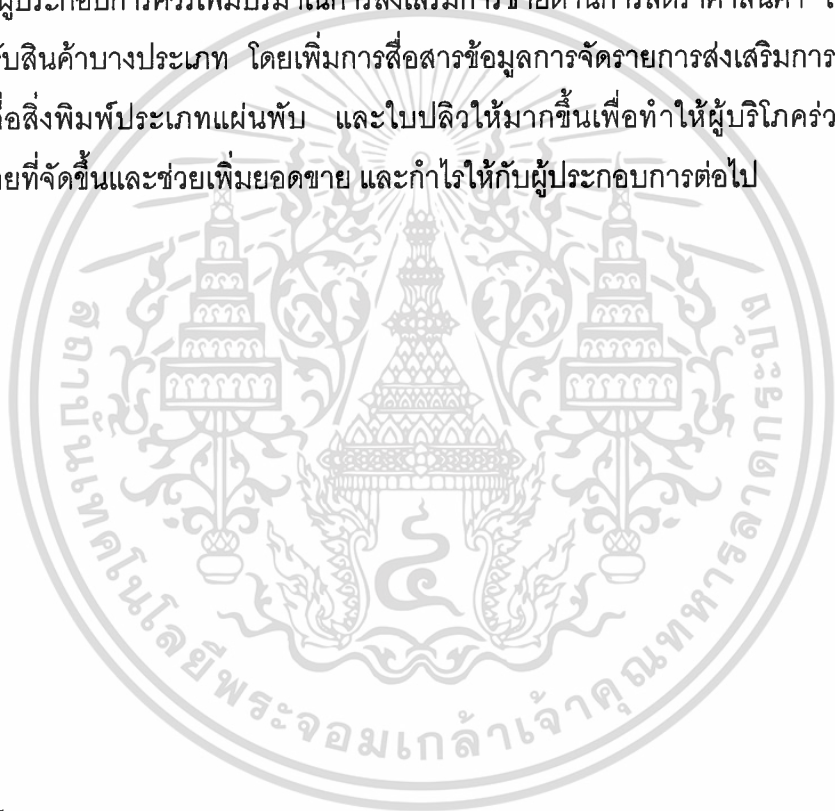 ผู้ประกอบการควรเพิ่มปริมาณการส่งเสริมการขายด้านการลดราคาสินค้า
รับสินค้าบางประเภท โดยเพิ่มการสื่อสารข้อมูลการจัดรายการส่งเสริมการ
สื่อสิ่งพิมพ์ประเภทแผ่นพับ และใบปลิวให้มากขึ้นเพื่อทำให้ผู้บริโภคร่ว
ายที่จัดขึ้นและช่วยเพิ่มยอดขาย และกำไรให้กับผู้ประกอบการต่อไป
สถาบันเทคโนโลยีพระจอมเกล้าเจ้าคุณทหารลาดกระบัง